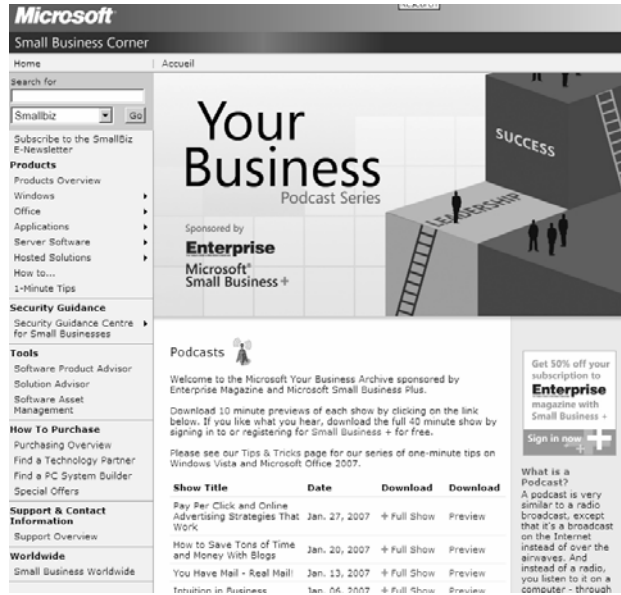 Microsoft
Small Business Corner
Home
Accueil
Search for
Smallbiz
Go
Subscribe to the SmallBiz
E-Newsletter
Products
Products Overview
Windows
Office
Applications
Server Software
Hosted Solutions
How to...
1-Minute Tips
Security Guidance
Security Guidance Centre
for Small Businesses
Tools
Software Product Advisor
Solution Advisor
Software Asset
Management
How To Purchase
Purchasing Overview
Find a Technology Partner
Find a PC System Builder
Special Offers
Support & Contact
Information
Support Overview
Worldwide
Small Business Worldwide
Your
Business
Podcast Series
Sponsored by
Enterprise
Microsoft®
Small Business+
SUCCESS
LEADERSHIP
Podcasts
Welcome to the Microsoft Your Business Archive sponsored by
Enterprise Magazine and Microsoft Small Business Plus.
Download 10 minute previews of each show by clicking on the link
below. If you like what you hear, download the full 40 minute show by
signing in to or registering for Small Business + for free.
Please see our Tips & Tricks page for our series of one-minute tips on
Windows Vista and Microsoft Office 2007.
Show Title Date Download Download
Pay Per Click and Online
Advertising Strategies That Jan. 27, 2007 + Full Show Preview
Work
How to Save Tons of Time
and Money With Blogs Jan. 20, 2007 + Full Show Preview
You Have Mail - Real Mail! Jan. 13, 2007 + Full Show Preview
Intuition in Business Jan. 06, 2007 + Full Show Preview
Get 50% off your
subscription to
Enterprise
magazine with
Small Business +
Sign in now
What is a
Podcast?
A podcast is very
similar to a radio
broadcast, except
that it's a broadcast
on the Internet
instead of over the
airwaves. And
instead of a radio,
you listen to it on a
computer - through